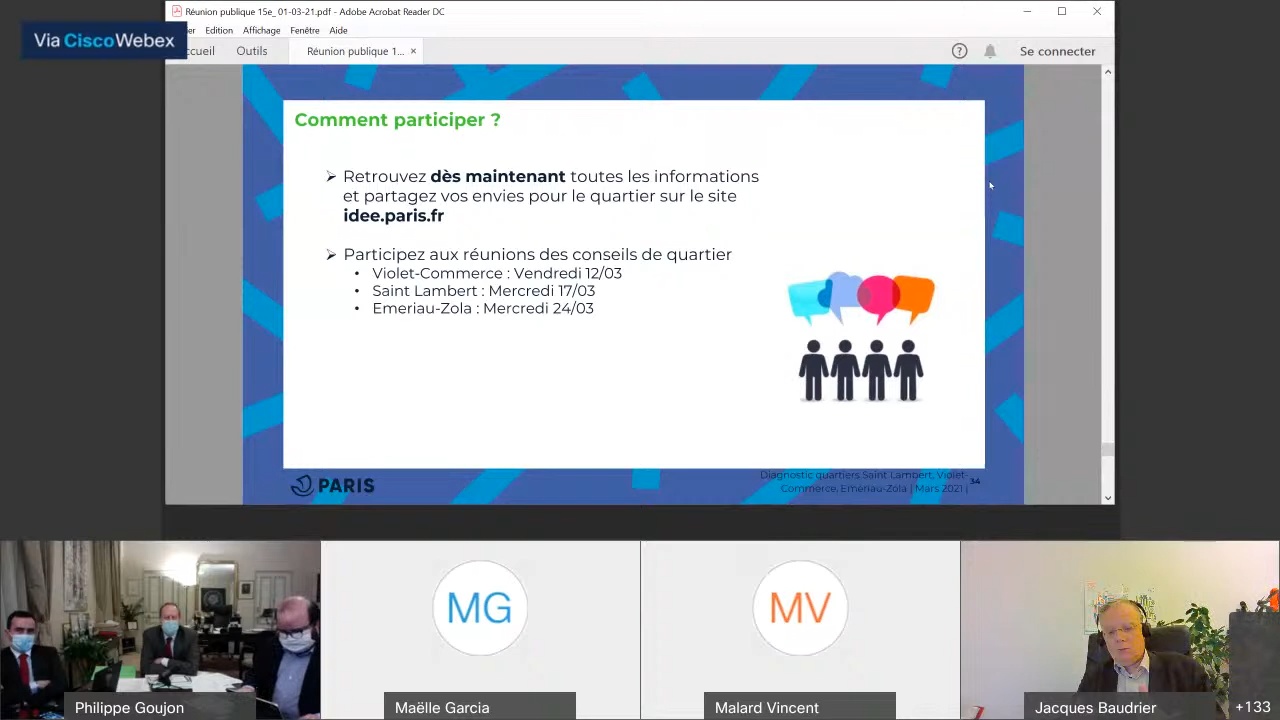 Réunion publique 15e_ 01-03-21.pdf - Adobe Acrobat Reader DC
Edition Affichage Fenêtre Aide
Via CiscoWebex
Outils Réunion publique 1... × Se connecter
Comment participer ?
Retrouvez dès maintenant toutes les informations
et partagez vos envies pour le quartier sur le site
idee.paris.fr
Participez aux réunions des conseils de quartier
• Violet-Commerce : Vendredi 12/03
• Saint Lambert : Mercredi 17/03
• Emeriau-Zola : Mercredi 24/03
PARIS
Diagnostic quartiers Saint Lambert, Violet-
Commerce, Emeriau-Zola | Mars 2021 | 34
MG
MV
Philippe Goujon
Maëlle Garcia
Malard Vincent
Jacques Baudrier
+133